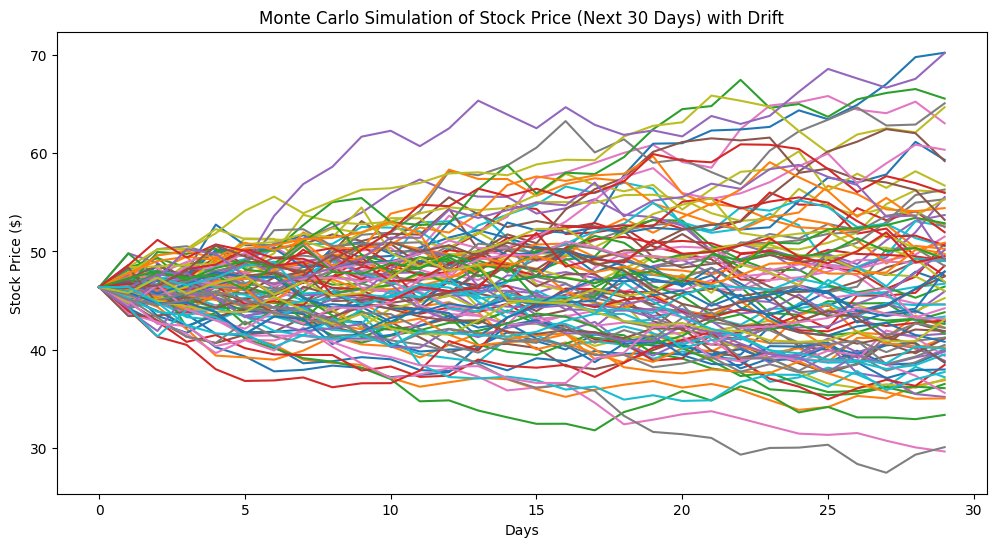 Monte Carlo Simulation of Stock Price (Next 30 Days) with Drift
70
60
50
40
30
Stock Price ($)
0 5 10 15 20 25 30
Days